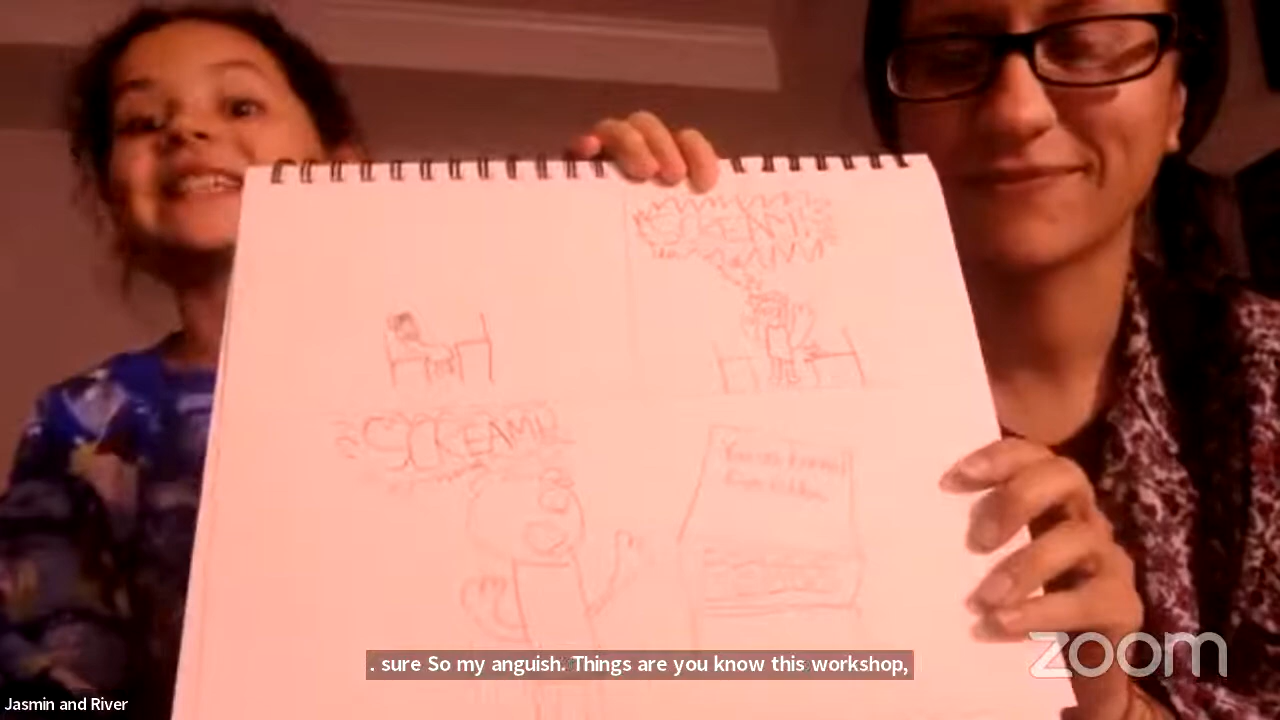 SCREAM!
SCREAM!
. sure So my anguish. Things are you know this workshop,
zoom
Jasmin and River